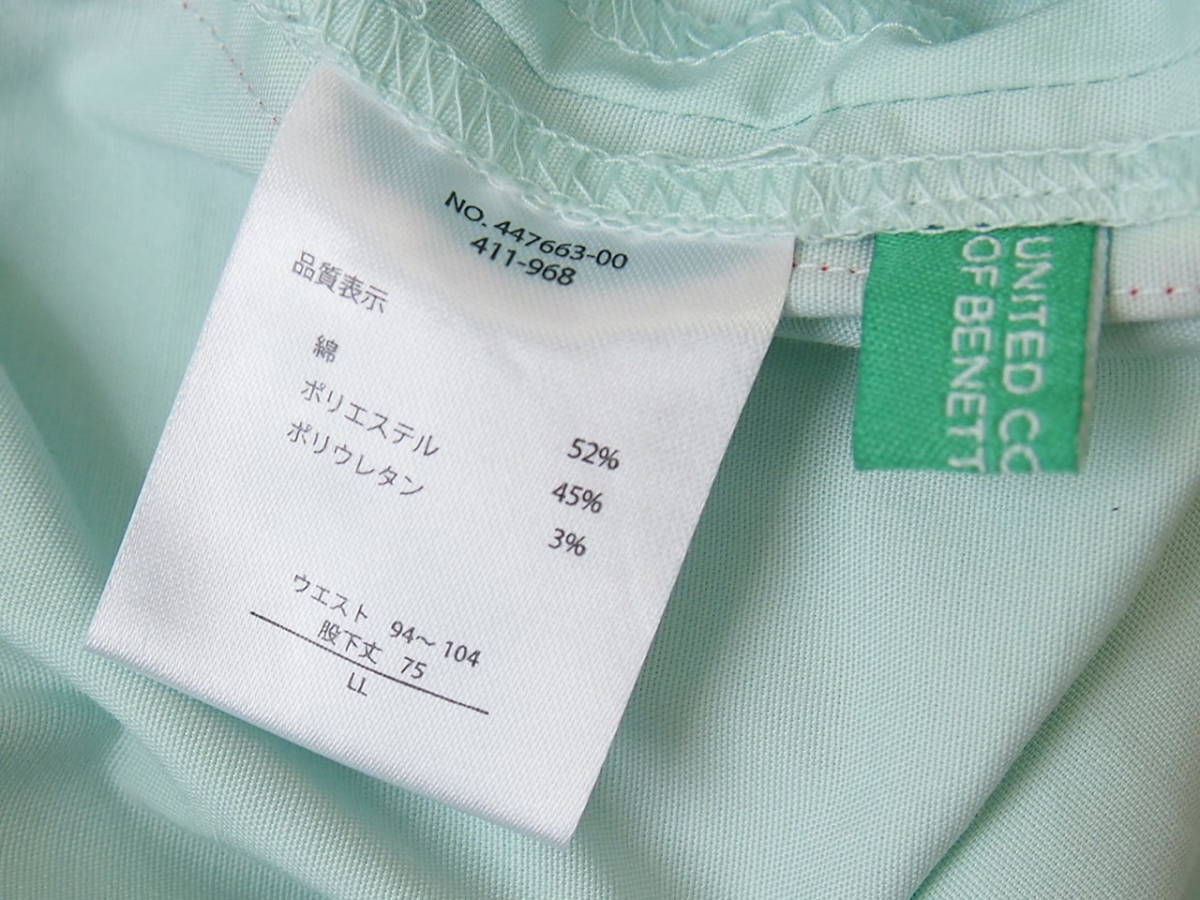 NO. 447663-00
411-968
品質表示
綿 52%
ポリエステル 45%
ポリウレタン 3%
ウエスト 94〜104
股下丈 75
LL
UNITED CO
OF BENETT